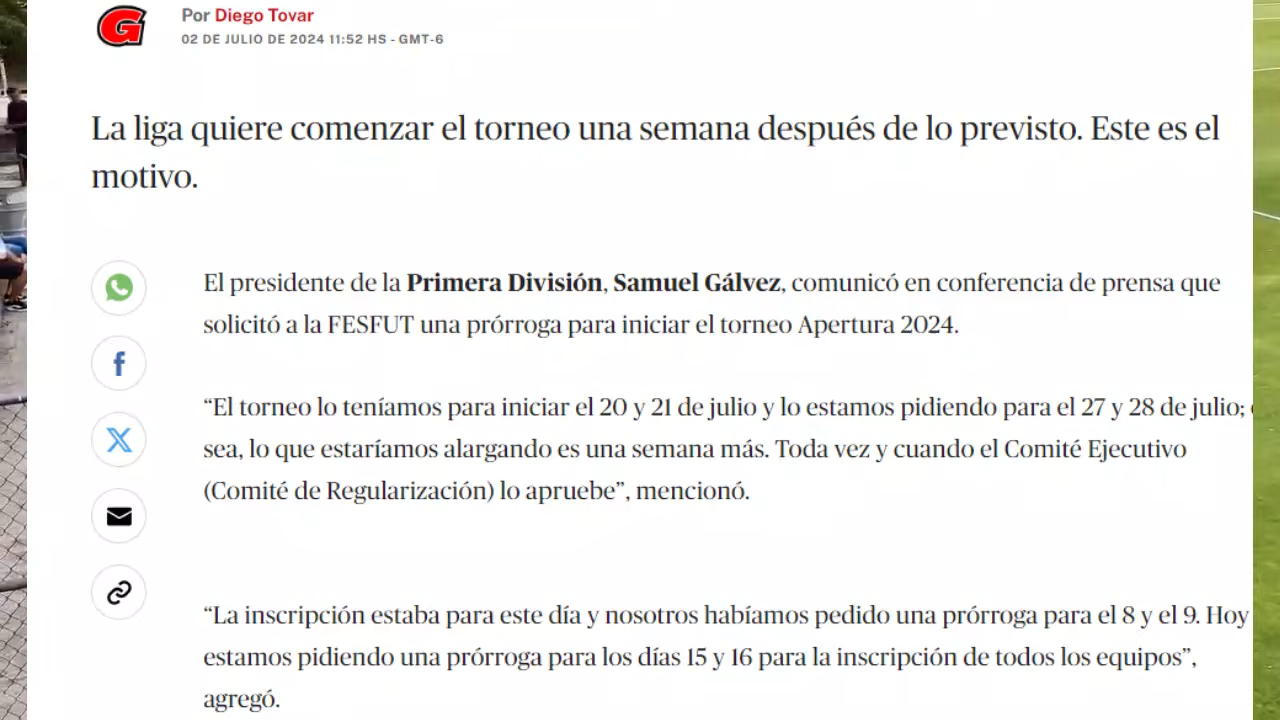 G
Por Diego Tovar
02 DE JULIO DE 2024 11:52 HS - GMT-6
La liga quiere comenzar el torneo una semana después de lo previsto. Este es el
motivo.
El presidente de la Primera División, Samuel Gálvez, comunicó en conferencia de prensa que
solicitó a la FESFUT una prórroga para iniciar el torneo Apertura 2024.
“El torneo lo teníamos para iniciar el 20 y 21 de julio y lo estamos pidiendo para el 27 y 28 de julio;
sea, lo que estaríamos alargando es una semana más. Toda vez y cuando el Comité Ejecutivo
(Comité de Regularización) lo apruebe”, mencionó.
“La inscripción estaba para este día y nosotros habíamos pedido una prórroga para el 8 y el 9. Hoy
estamos pidiendo una prórroga para los días 15 y 16 para la inscripción de todos los equipos”,
agregó.